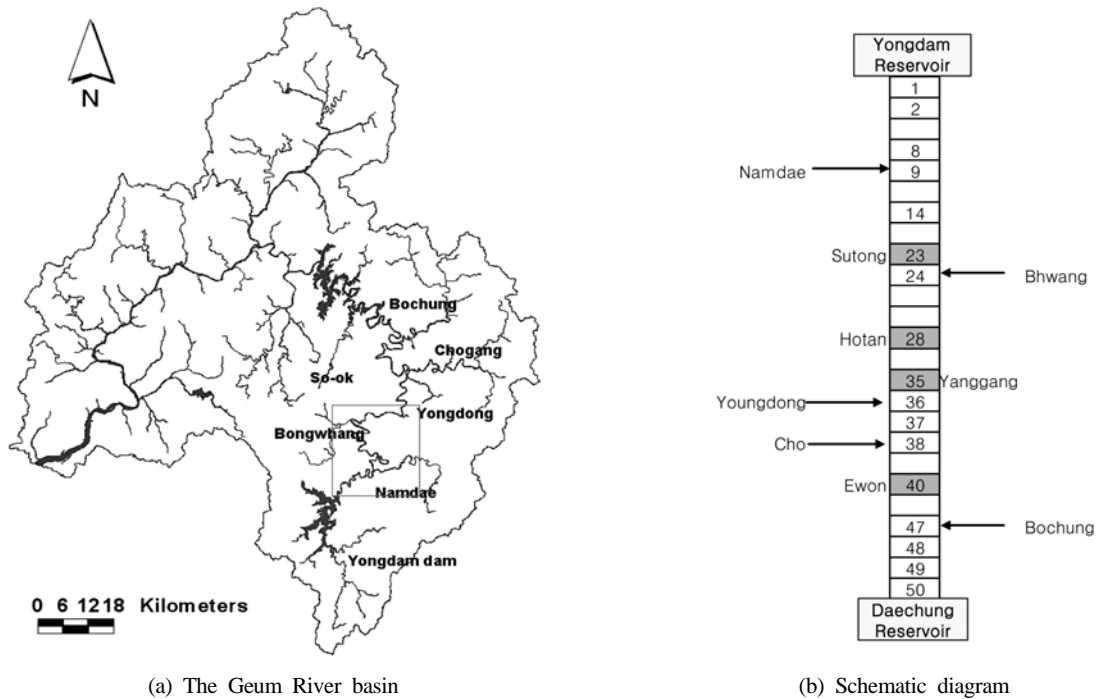 N
Bochung
Chogang
So-ok
Yongdong
Bongwhang
Namdae
Yongdam dam
0 6 12 18 Kilometers
(a) The Geum River basin
Yongdam
Reservoir
1
2
8
Namdae
9
14
Sutong
23
24
Bhwang
Hotan
28
35
Yanggang
Youngdong
36
37
Cho
38
Ewon
40
47
Bochung
48
49
50
Daechung
Reservoir
(b) Schematic diagram